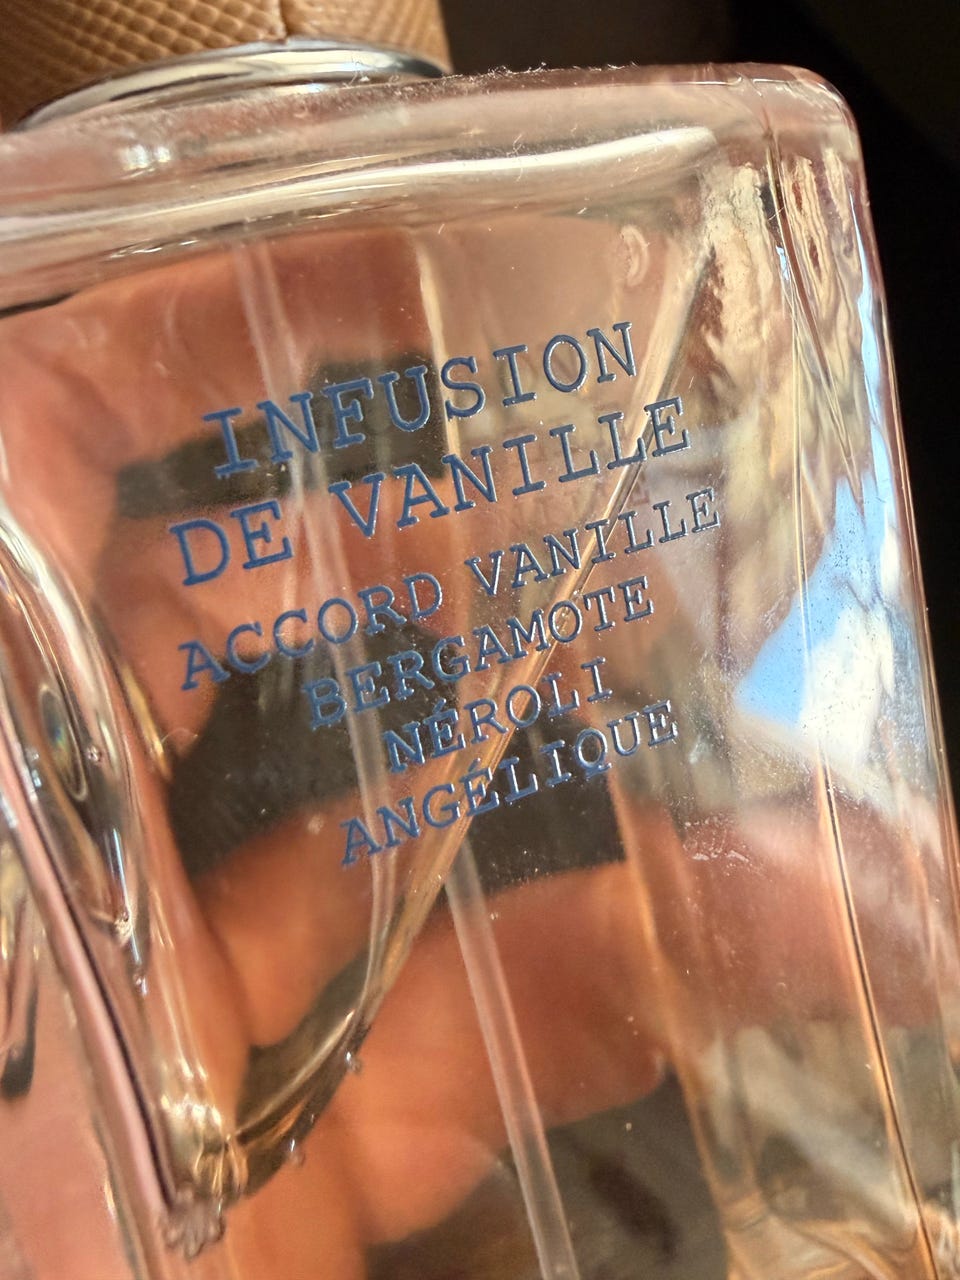 INFUSION
DE VANILLE
ACCORD VANILLE
BERGAMOTE
NÉROLI
ANGÉLIQUE